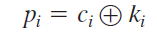 pᵢ = cᵢ ⊕ kᵢ